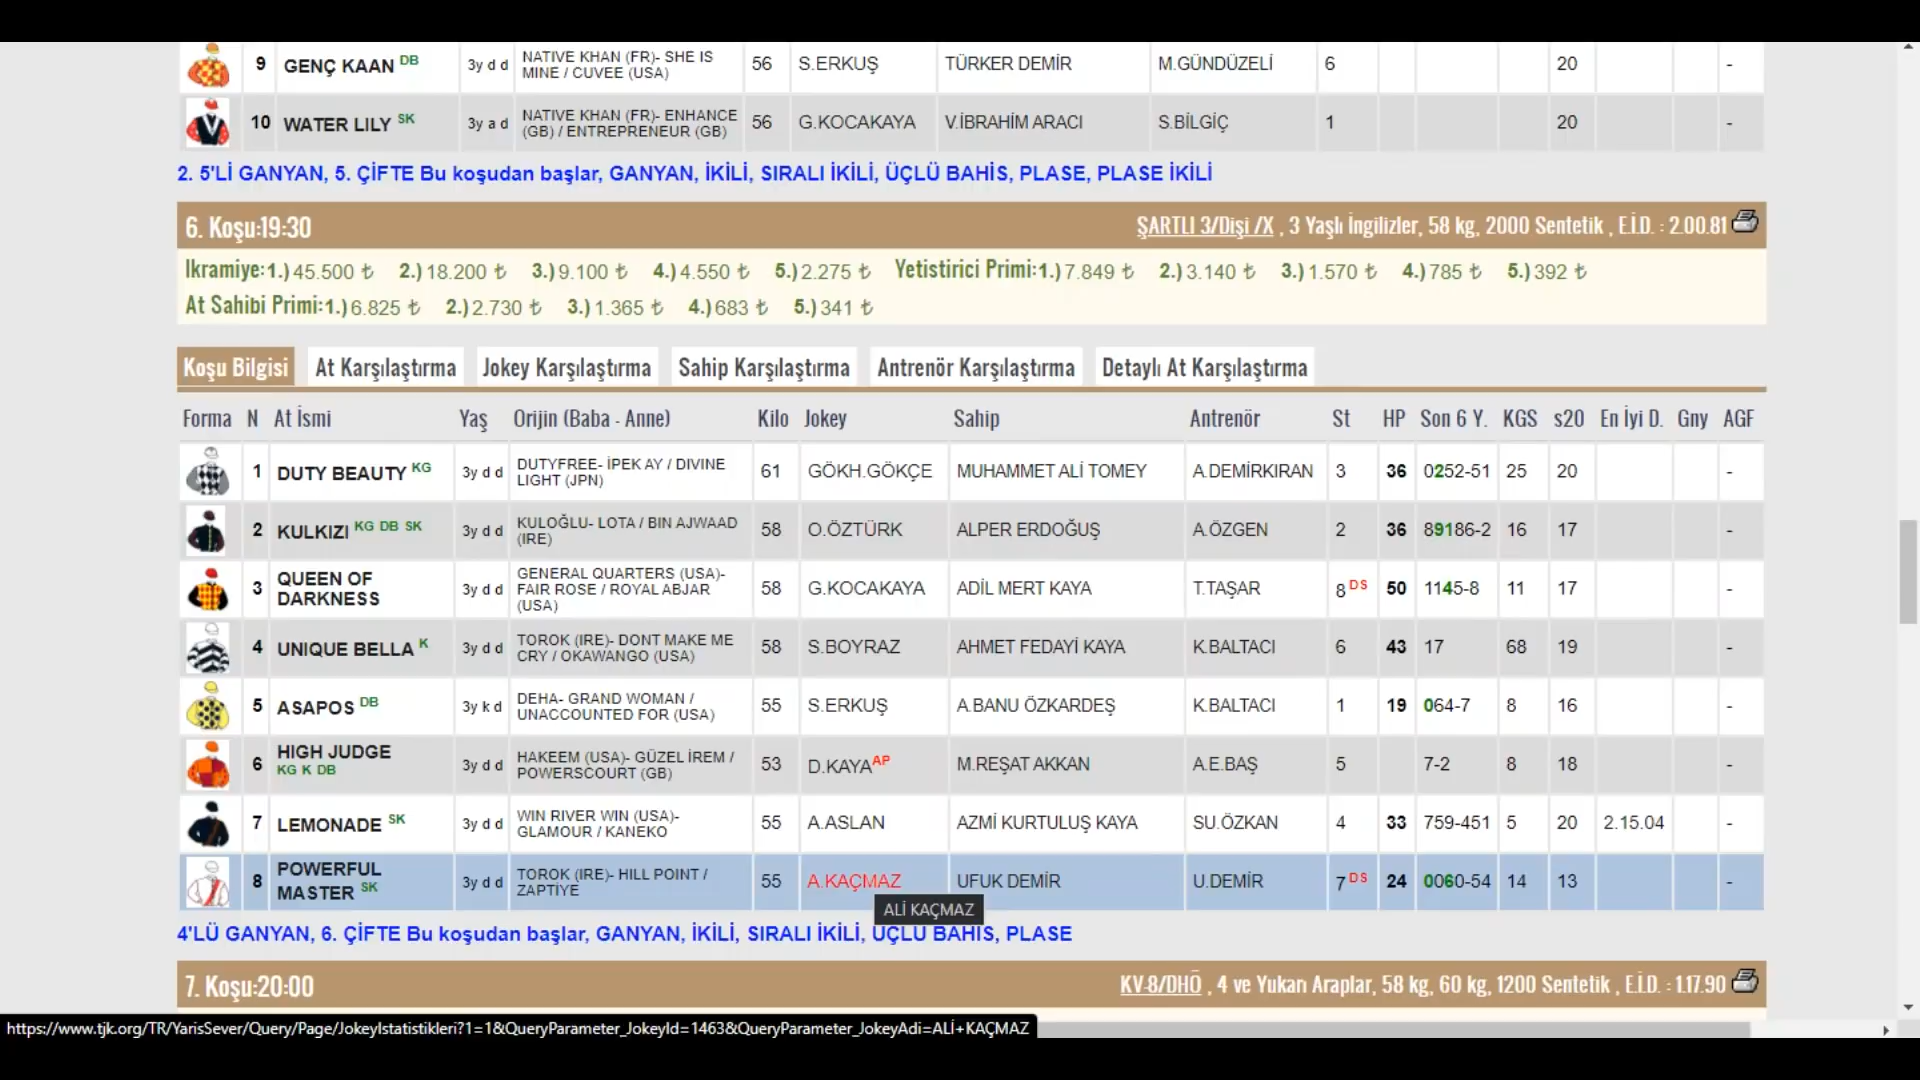 9 GENÇ KAAN DB 3y d d NATIVE KHAN (FR)- SHE IS MINE / CUVEE (USA) 56 S.ERKUŞ TÜRKER DEMİR M.GÜNDÜZELİ 6 20 -
10 WATER LILY SK 3y a d NATIVE KHAN (FR)- ENHANCE (GB) / ENTREPRENEUR (GB) 56 G.KOCAKAYA V.İBRAHİM ARACI S.BİLGİÇ 1 20 -
2. 5'Lİ GANYAN, 5. ÇİFTE Bu koşudan başlar, GANYAN, İKİLİ, SIRALI İKİLİ, ÜÇLÜ BAHİS, PLASE, PLASE İKİLİ
6. Koşu:19:30 ŞARTLI 3/Dişi /X , 3 Yaşlı İngilizler, 58 kg, 2000 Sentetik , E.İ.D. : 2.00.81
Ikramiye:1.) 45.500 ₺ 2.) 18.200 ₺ 3.) 9.100 ₺ 4.) 4.550 ₺ 5.) 2.275 ₺ Yetistirici Primi:1.) 7.849 ₺ 2.) 3.140 ₺ 3.) 1.570 ₺ 4.) 785 ₺ 5.) 392 ₺
At Sahibi Primi:1.) 6.825 ₺ 2.) 2.730 ₺ 3.) 1.365 ₺ 4.) 683 ₺ 5.) 341 ₺
Koşu Bilgisi At Karşılaştırma Jokey Karşılaştırma Sahip Karşılaştırma Antrenör Karşılaştırma Detaylı At Karşılaştırma
Forma N At İsmi Yaş Orijin (Baba - Anne) Kilo Jokey Sahip Antrenör St HP Son 6 Y. KGS s20 En İyi D. Gny AGF
1 DUTY BEAUTY KG 3y d d DUTYFREE- İPEK AY / DIVINE LIGHT (JPN) 61 GÖKH.GÖKÇE MUHAMMET ALİ TOMEY A.DEMİRKIRAN 3 36 0252-51 25 20 -
2 KULKIZI KG DB SK 3y d d KULOĞLU- LOTA / BIN AJWAAD (IRE) 58 O.ÖZTÜRK ALPER ERDOĞUŞ A.ÖZGEN 2 36 89186-2 16 17 -
3 QUEEN OF DARKNESS 3y d d GENERAL QUARTERS (USA)- FAIR ROSE / ROYAL ABJAR (USA) 58 G.KOCAKAYA ADİL MERT KAYA T.TAŞAR 8 DS 50 1145-8 11 17 -
4 UNIQUE BELLA K 3y d d TOROK (IRE)- DONT MAKE ME CRY / OKAWANGO (USA) 58 S.BOYRAZ AHMET FEDAYİ KAYA K.BALTACI 6 43 17 68 19 -
5 ASAPOS DB 3y k d DEHA- GRAND WOMAN / UNACCOUNTED FOR (USA) 55 S.ERKUŞ A.BANU ÖZKARDEŞ K.BALTACI 1 19 064-7 8 16 -
6 HIGH JUDGE KG K DB 3y d d HAKEEM (USA)- GÜZEL İREM / POWERSCOURT (GB) 53 D.KAYA AP M.REŞAT AKKAN A.E.BAŞ 5 7-2 8 18 -
7 LEMONADE SK 3y d d WIN RIVER WIN (USA)- GLAMOUR / KANEKO 55 A.ASLAN AZMİ KURTULUŞ KAYA SU.ÖZKAN 4 33 759-451 5 20 2.15.04 -
8 POWERFUL MASTER SK 3y d d TOROK (IRE)- HILL POINT / ZAPTİYE 55 A.KAÇMAZ UFUK DEMİR U.DEMİR 7 DS 24 0060-54 14 13 -
ALİ KAÇMAZ
4'LÜ GANYAN, 6. ÇİFTE Bu koşudan başlar, GANYAN, İKİLİ, SIRALI İKİLİ, ÜÇLÜ BAHİS, PLASE
7. Koşu:20:00 KV-8/DHÖ , 4 ve Yukarı Araplar, 58 kg, 60 kg, 1200 Sentetik , E.İ.D. : 1.17.90
https://www.tjk.org/TR/YarisSever/Query/Page/JokeyIstatistikleri?1=1&QueryParameter_JokeyId=1463&QueryParameter_JokeyAdi=ALİ+KAÇMAZ